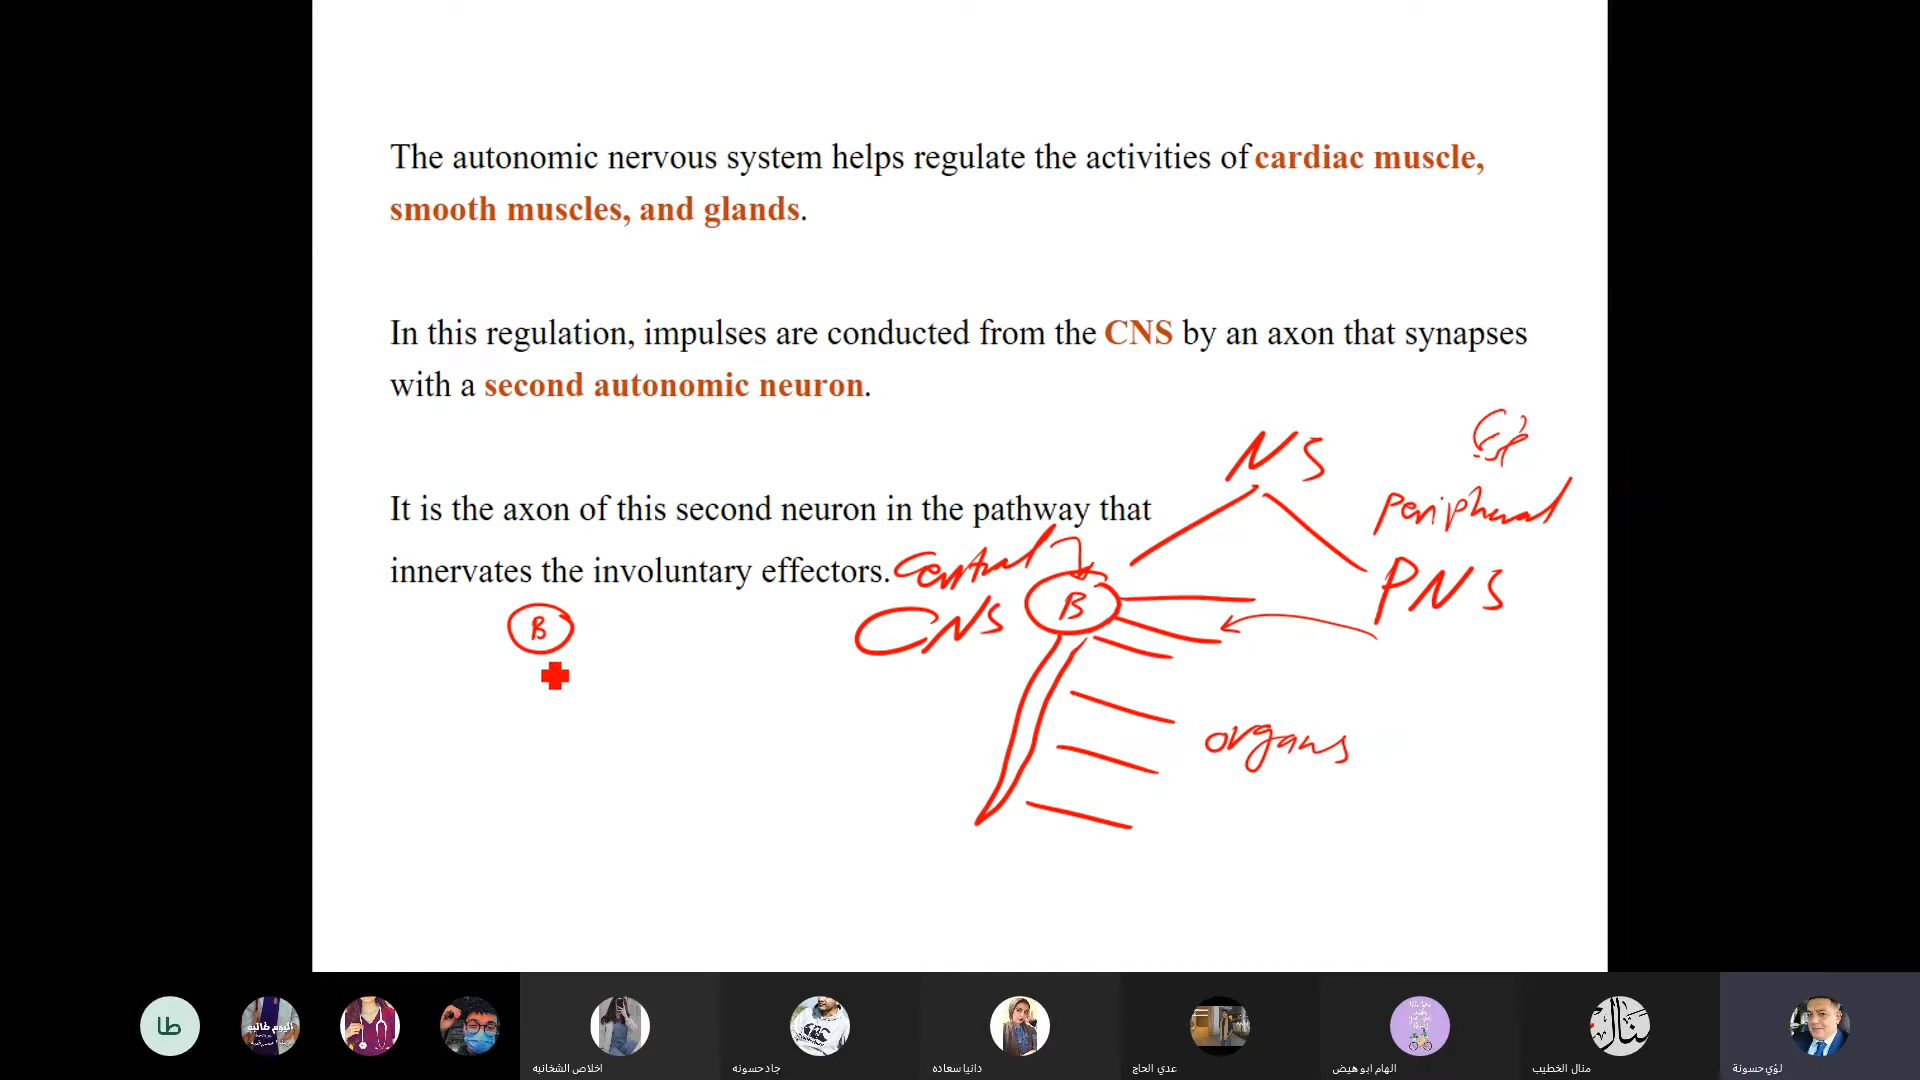 The autonomic nervous system helps regulate the activities of cardiac muscle,
smooth muscles, and glands.
In this regulation, impulses are conducted from the CNS by an axon that synapses
with a second autonomic neuron.
It is the axon of this second neuron in the pathway that
innervates the involuntary effectors.
NS
peripheral
PNS
Central
CNS
B
B
organs
طا
اخلاص الشخاتيه
جاد حسونه
دانيا سعاده
عدي الحاج
الهام ابو هيض
منال الخطيب
لؤي حسونة